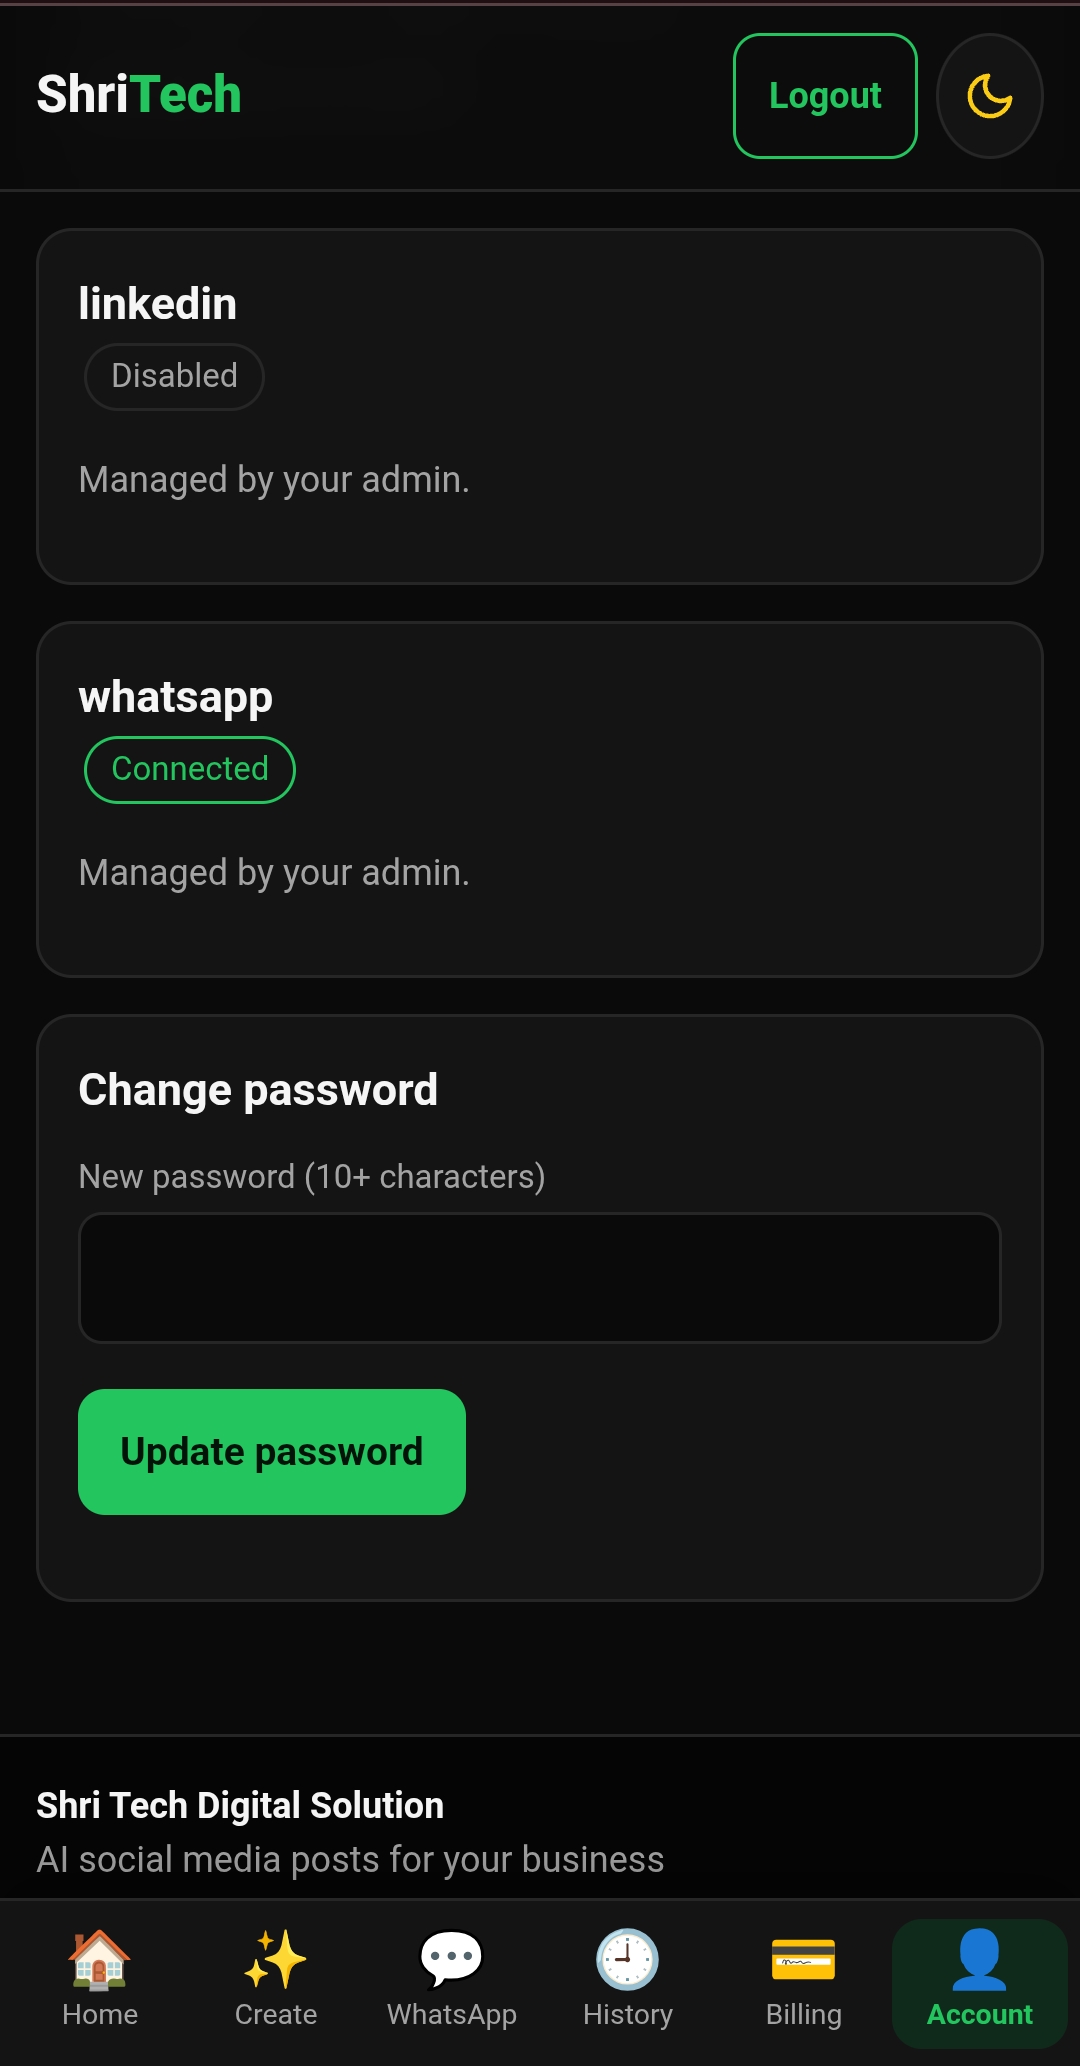 ShriTech
Logout
linkedin
Disabled
Managed by your admin.
whatsapp
Connected
Managed by your admin.
Change password
New password (10+ characters)
Update password
Shri Tech Digital Solution
AI social media posts for your business
Home
Create
WhatsApp
History
Billing
Account